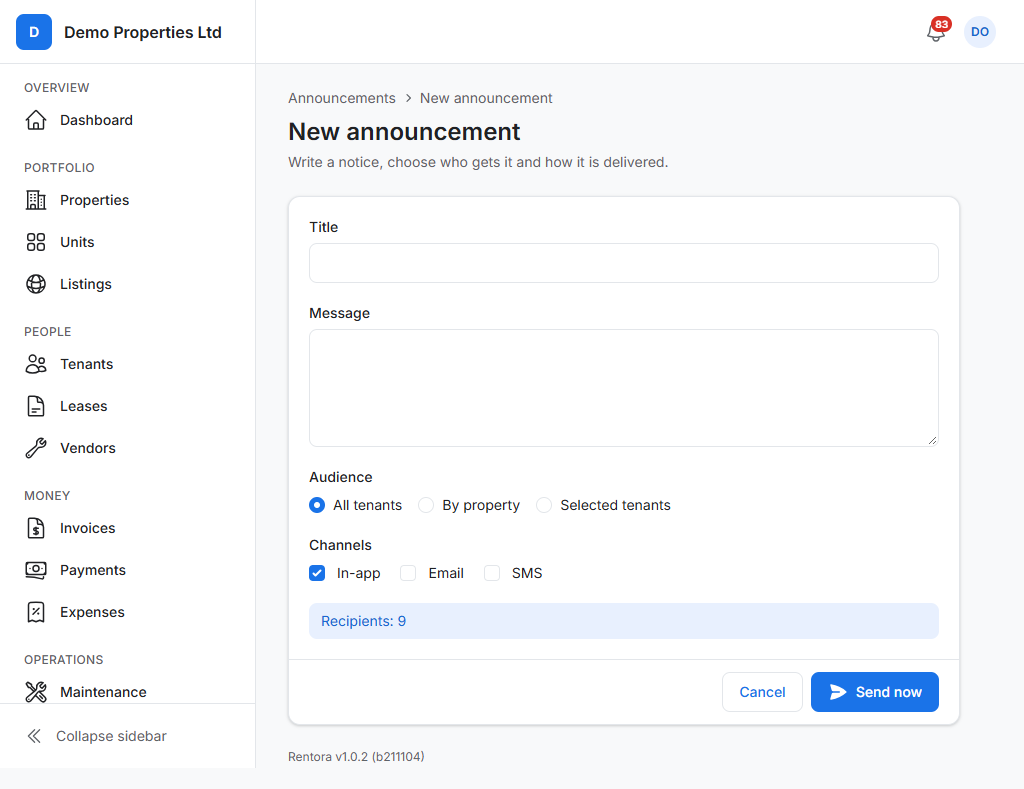 D Demo Properties Ltd
83
DO
OVERVIEW
Dashboard
PORTFOLIO
Properties
Units
Listings
PEOPLE
Tenants
Leases
Vendors
MONEY
Invoices
Payments
Expenses
OPERATIONS
Maintenance
Collapse sidebar
Announcements > New announcement
New announcement
Write a notice, choose who gets it and how it is delivered.
Title
Message
Audience
All tenants By property Selected tenants
Channels
In-app Email SMS
Recipients: 9
Cancel Send now
Rentora v1.0.2 (b211104)